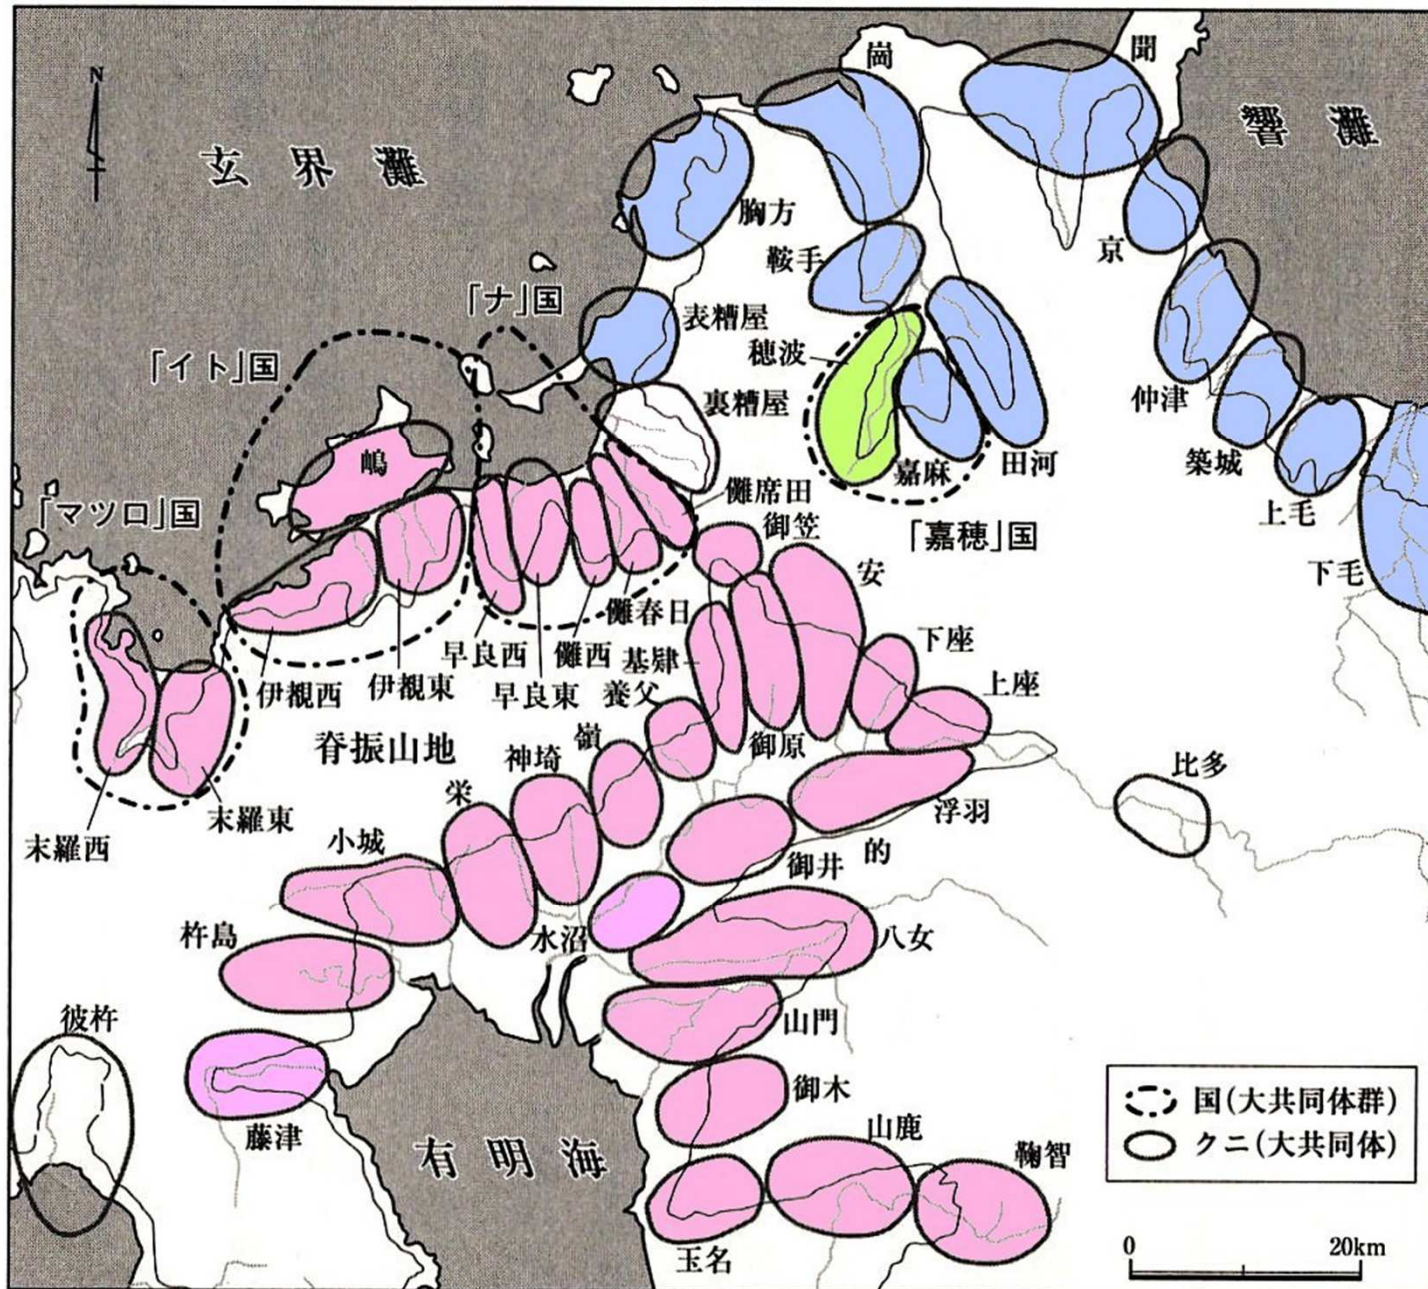 N
玄界灘
響灘
崗
聞
胸方
鞍手
京
「ナ」国
表糟屋
穂波
「イト」国
裏糟屋
仲津
嶋
嘉麻
田河
築城
「マツロ」国
儺席田
御笠
「嘉穂」国
上毛
安
下毛
儺春日
早良西
儺西
基肄
下座
伊覩西
伊覩東
早良東
養父
上座
脊振山地
神埼
嶺
御原
比多
栄
末羅東
浮羽
末羅西
小城
御井
的
杵島
水沼
八女
彼杵
山門
御木
国(大共同体群)
クニ(大共同体)
藤津
有明海
山鹿
鞠智
玉名
0
20km